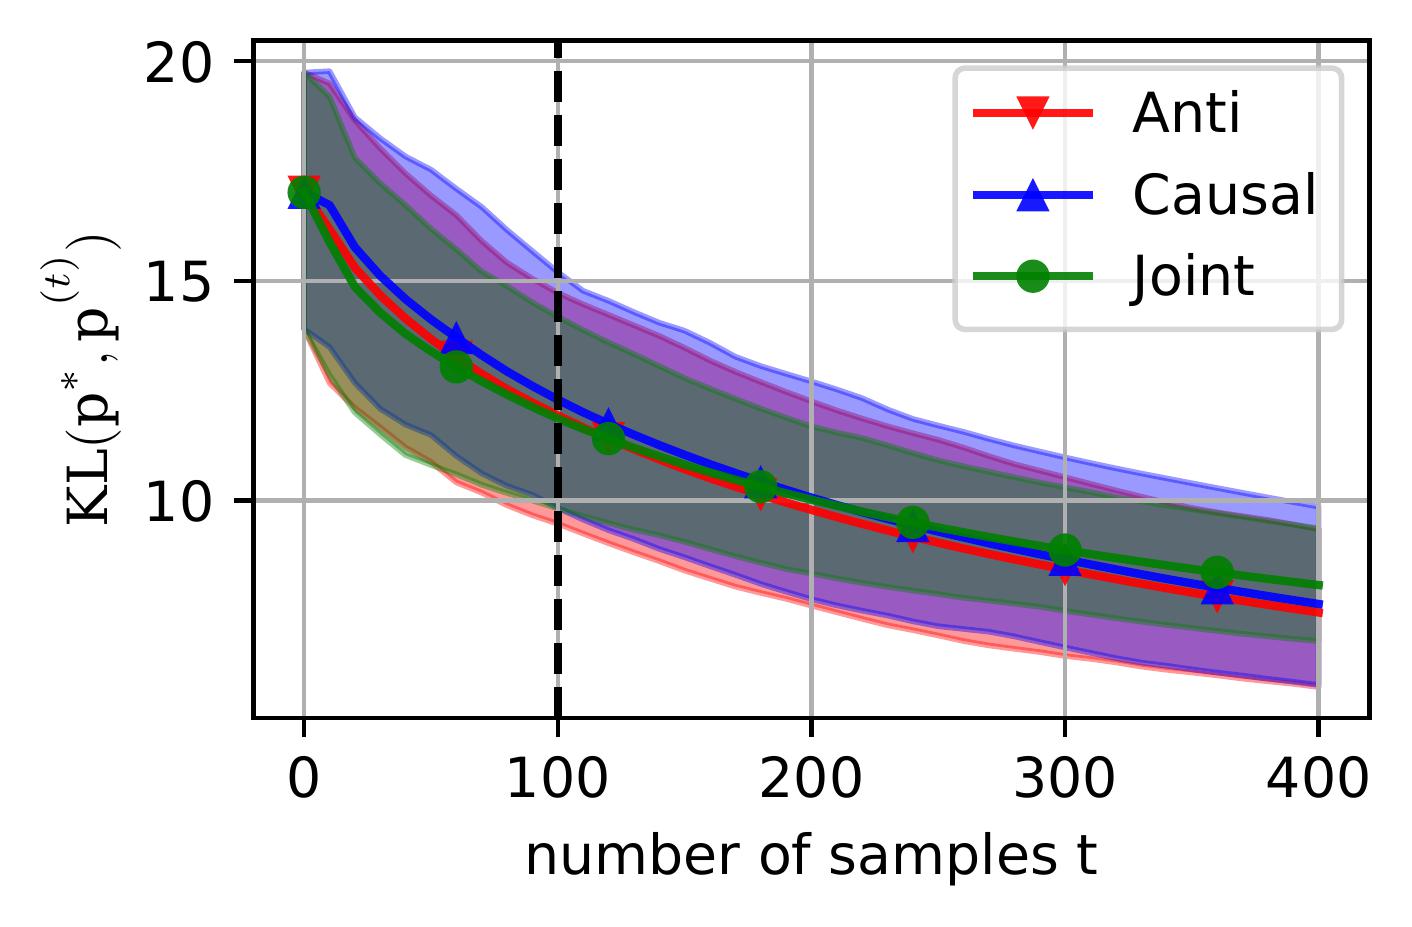 20
15
10
KL(p*, p^(t))
Anti
Causal
Joint
0 100 200 300 400
number of samples t